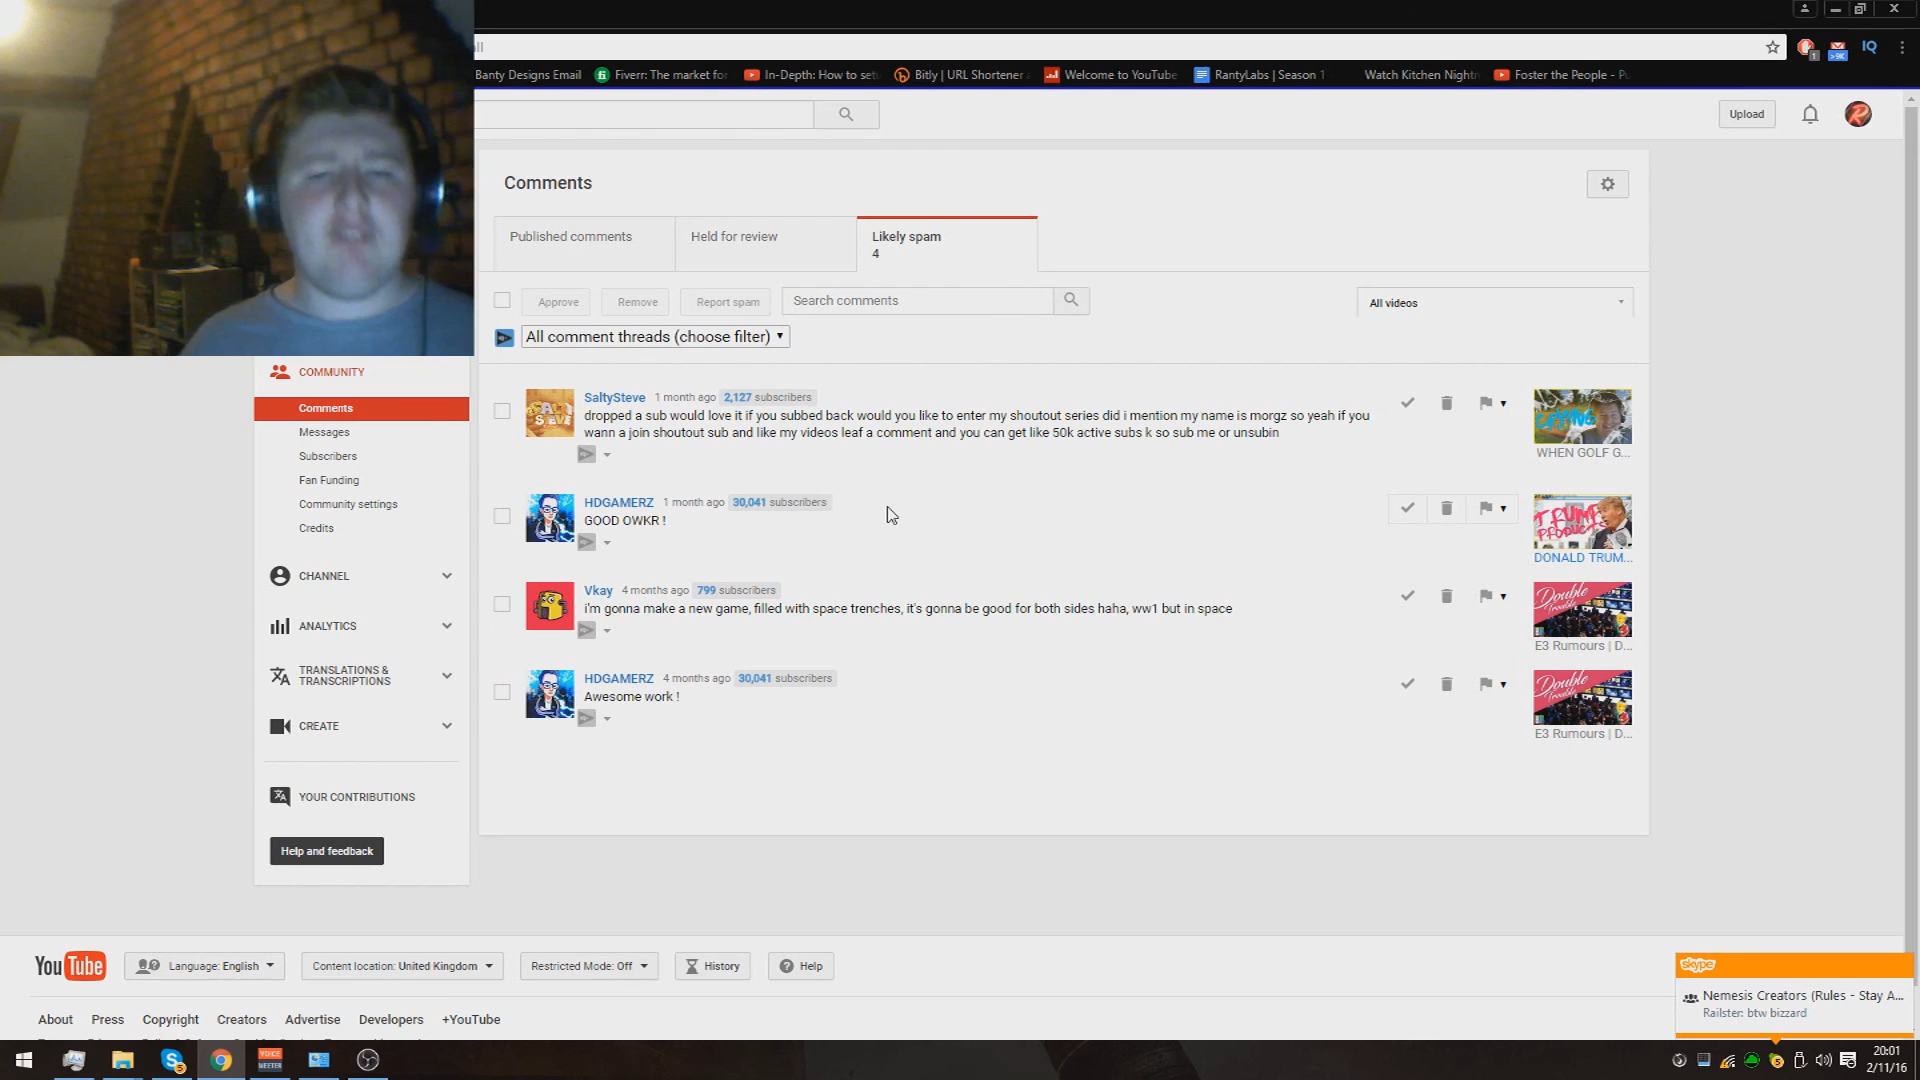 ll
Banty Designs Email
Fiverr: The market for
In-Depth: How to setu
Bitly | URL Shortener
Welcome to YouTube
RantyLabs | Season 1
Watch Kitchen Nightm
Foster the People - Pu
IQ
Upload
Comments
Published comments
Held for review
Likely spam
4
Approve
Remove
Report spam
Search comments
All videos
All comment threads (choose filter)
COMMUNITY
Comments
Messages
Subscribers
Fan Funding
Community settings
Credits
CHANNEL
ANALYTICS
TRANSLATIONS &
TRANSCRIPTIONS
CREATE
YOUR CONTRIBUTIONS
Help and feedback
SaltySteve 1 month ago 2,127 subscribers
dropped a sub would love it if you subbed back would you like to enter my shoutout series did i mention my name is morgz so yeah if you
wann a join shoutout sub and like my videos leaf a comment and you can get like 50k active subs k so sub me or unsubin
WHEN GOLF G...
HDGAMERZ 1 month ago 30,041 subscribers
GOOD OWKR !
TRUMP
PRODUCTS
DONALD TRUM...
Vkay 4 months ago 799 subscribers
i'm gonna make a new game, filled with space trenches, it's gonna be good for both sides haha, ww1 but in space
Double
Trouble
E3 Rumours | D...
HDGAMERZ 4 months ago 30,041 subscribers
Awesome work !
Double
Trouble
E3 Rumours | D...
YouTube
Language: English
Content location: United Kingdom
Restricted Mode: Off
History
Help
About
Press
Copyright
Creators
Advertise
Developers
+YouTube
skype
Nemesis Creators (Rules - Stay A...
Railster: btw bizzard
VOICE
MEETER
20:01
2/11/16